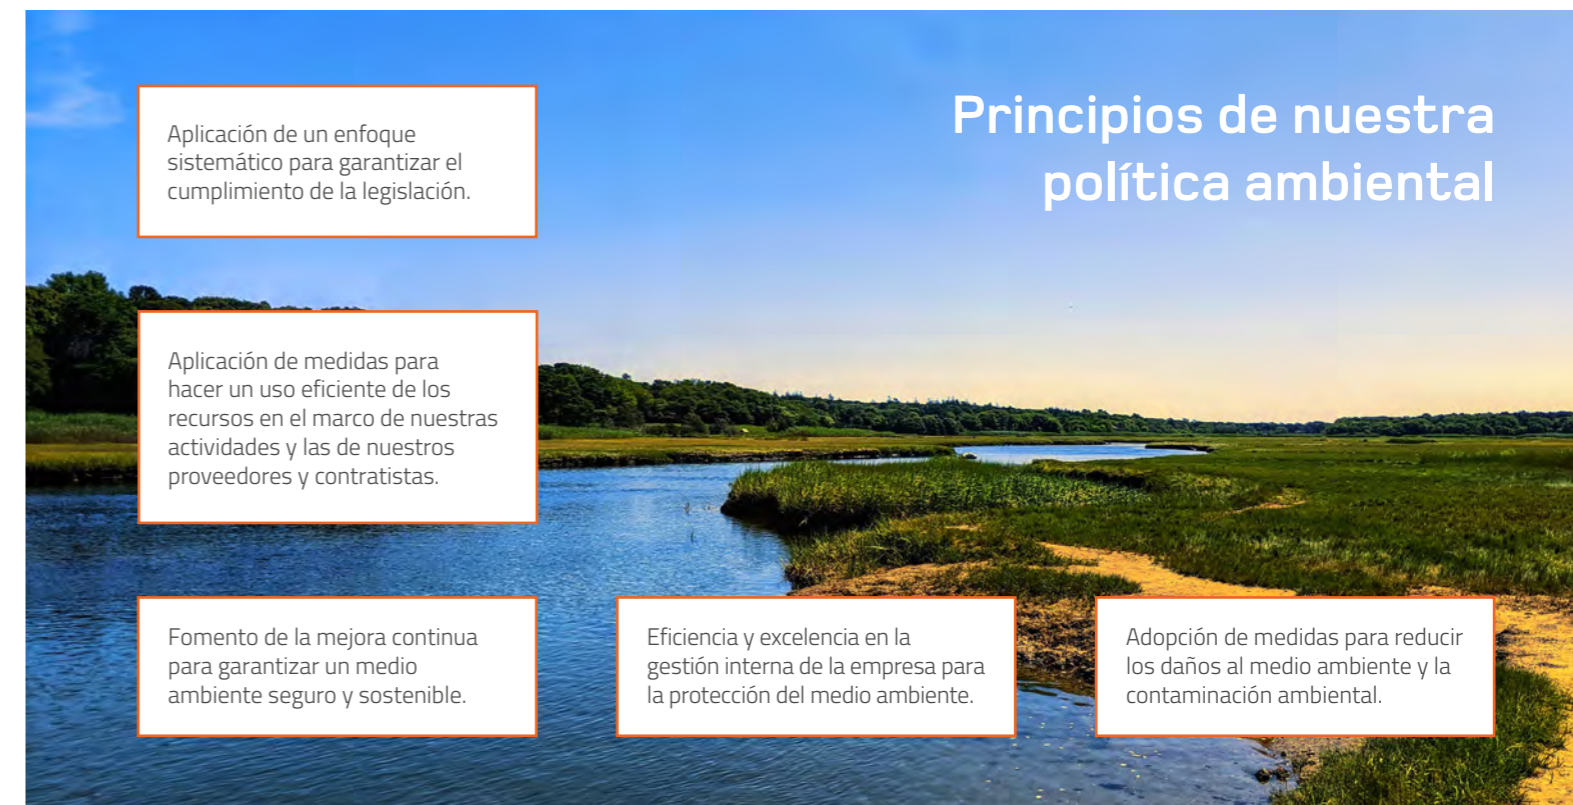 Principios de nuestra
política ambiental
Aplicación de un enfoque
sistemático para garantizar el
cumplimiento de la legislación.
Aplicación de medidas para
hacer un uso eficiente de los
recursos en el marco de nuestras
actividades y las de nuestros
proveedores y contratistas.
Fomento de la mejora continua
para garantizar un medio
ambiente seguro y sostenible.
Eficiencia y excelencia en la
gestión interna de la empresa para
la protección del medio ambiente.
Adopción de medidas para reducir
los daños al medio ambiente y la
contaminación ambiental.